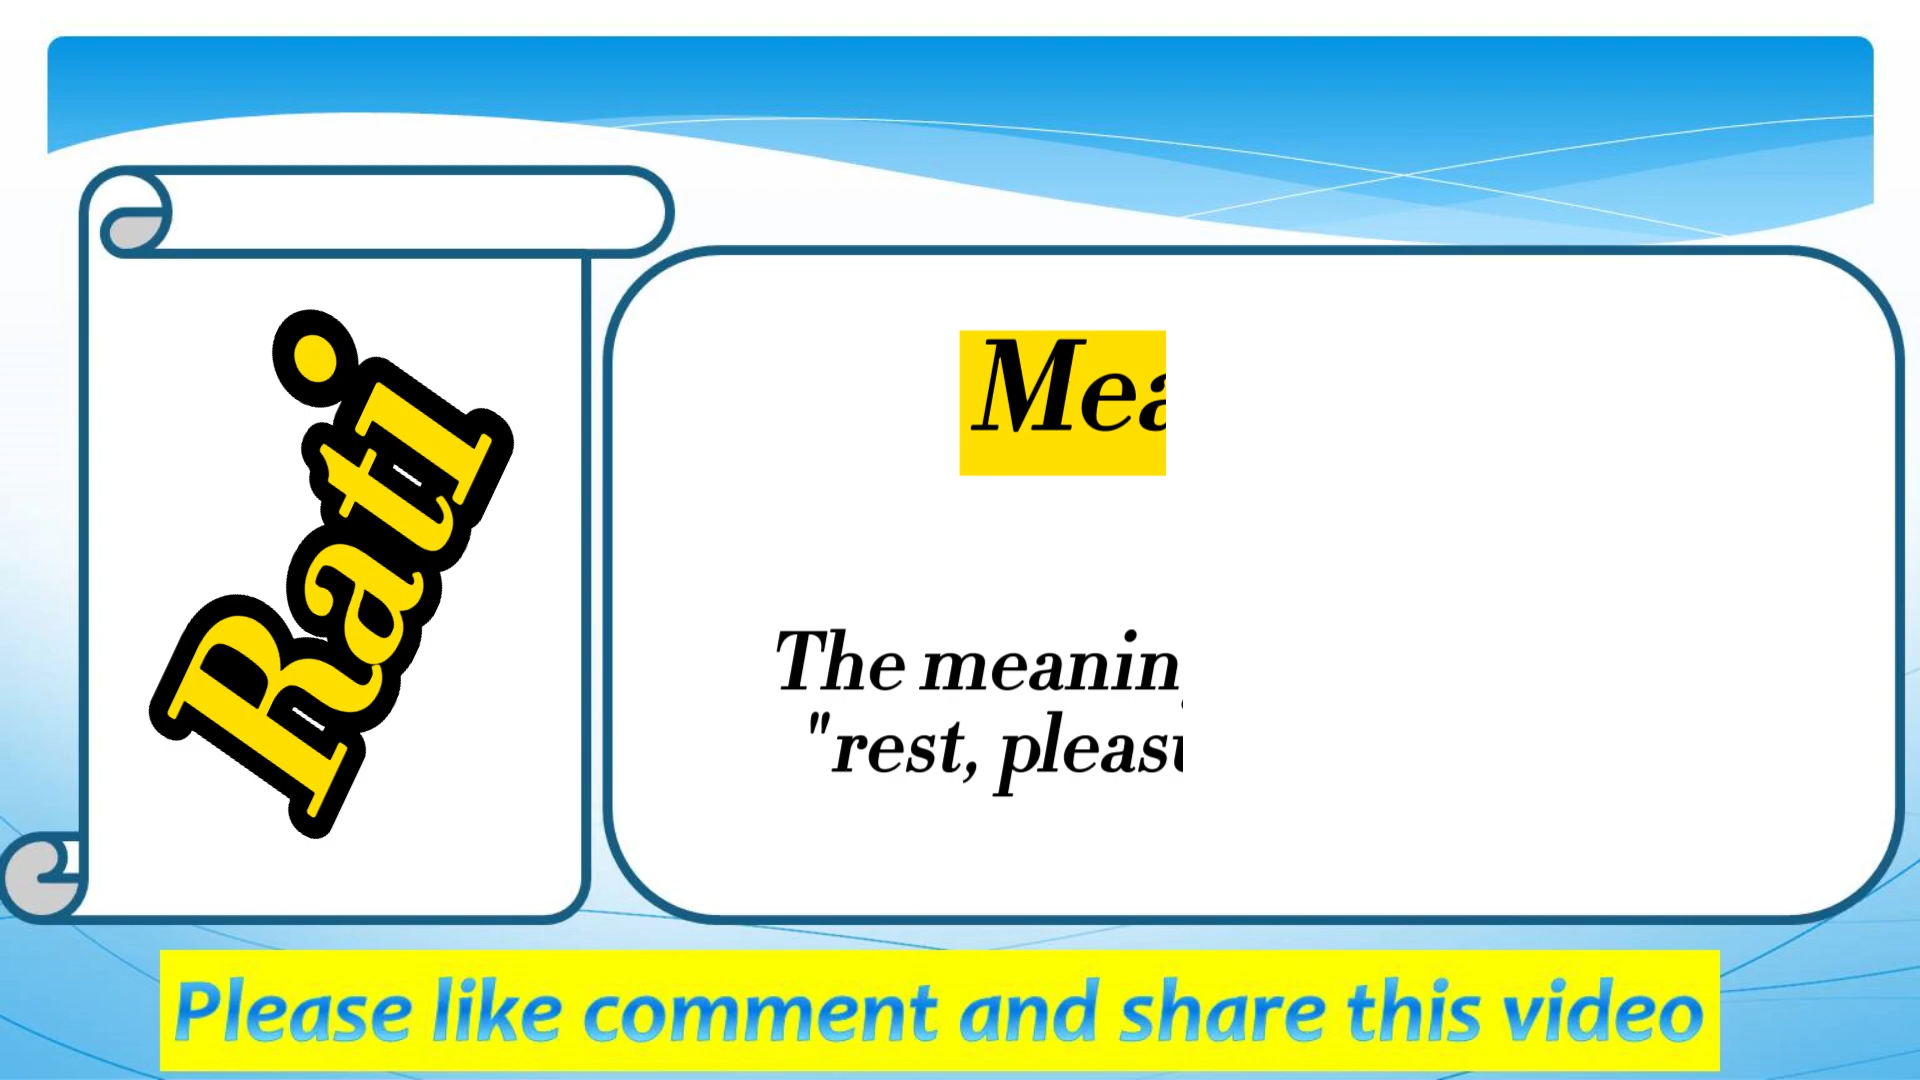 Rati
Mea
The meanin
"rest, pleas
Please like comment and share this video